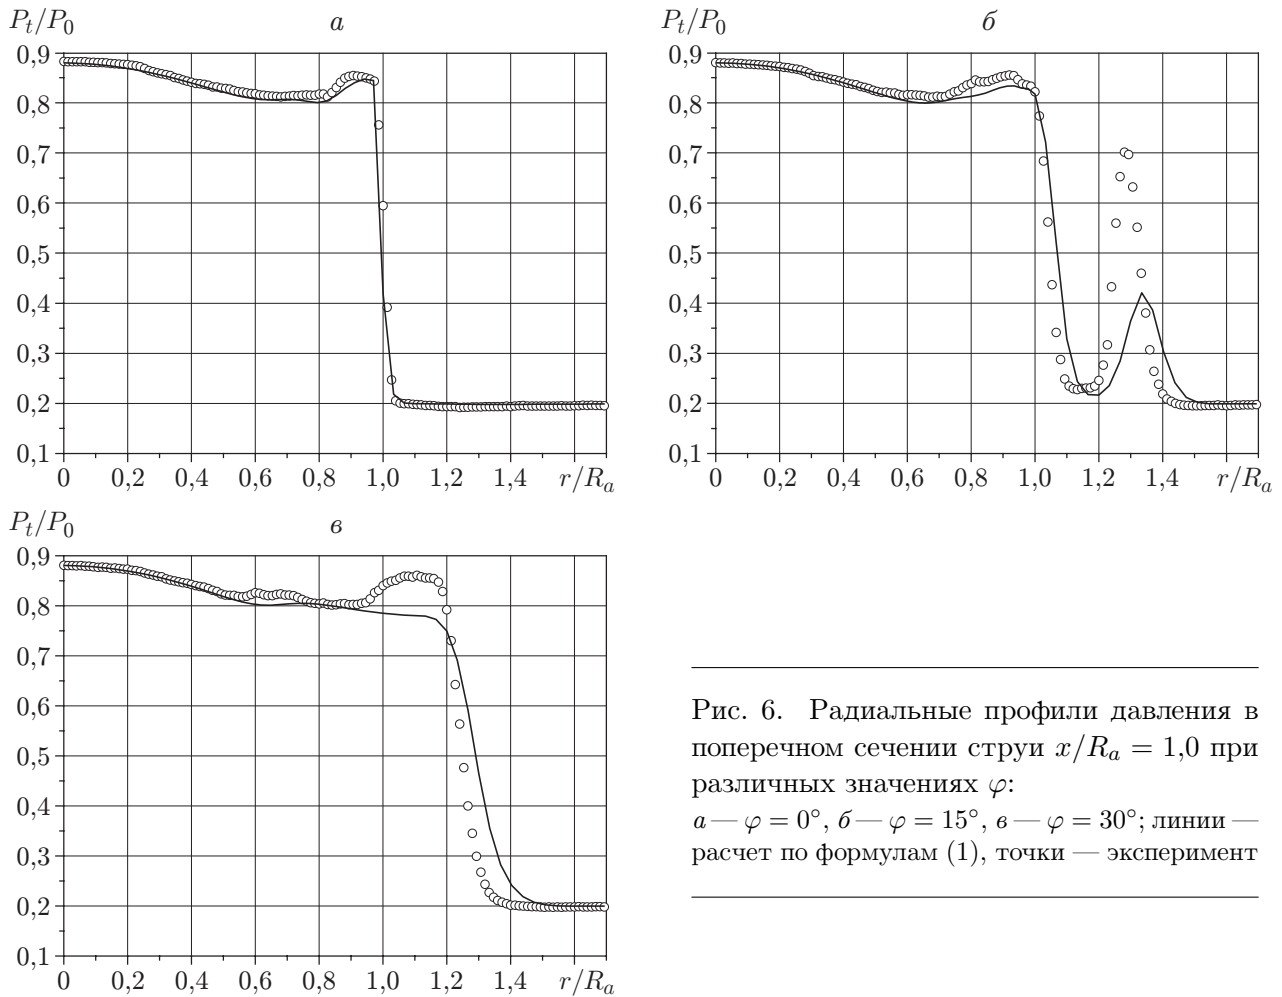 P_t/P_0
а
0,9
0,8
0,7
0,6
0,5
0,4
0,3
0,2
0,1
0 0,2 0,4 0,6 0,8 1,0 1,2 1,4 r/R_a
P_t/P_0
б
0,9
0,8
0,7
0,6
0,5
0,4
0,3
0,2
0,1
0 0,2 0,4 0,6 0,8 1,0 1,2 1,4 r/R_a
P_t/P_0
в
0,9
0,8
0,7
0,6
0,5
0,4
0,3
0,2
0,1
0 0,2 0,4 0,6 0,8 1,0 1,2 1,4 r/R_a
Рис. 6. Радиальные профили давления в
поперечном сечении струи x/R_a = 1,0 при
различных значениях φ:
а — φ = 0°, б — φ = 15°, в — φ = 30°; линии —
расчет по формулам (1), точки — эксперимент